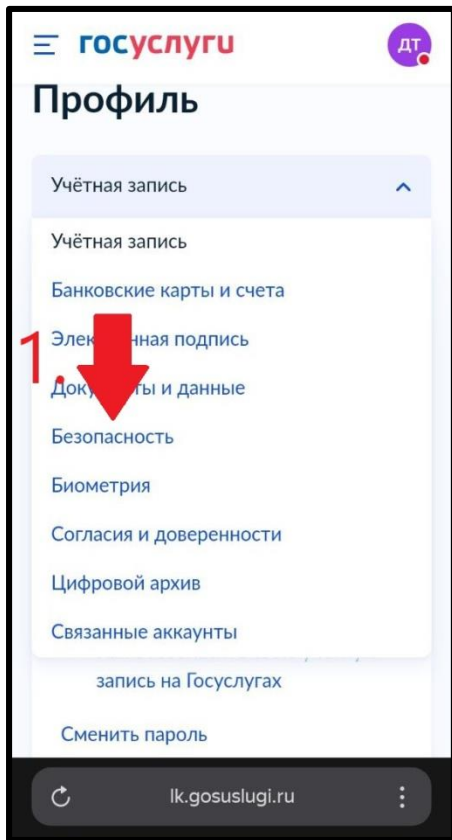 госуслуги
ДТ
Профиль
Учётная запись
Учётная запись
Банковские карты и счета
1.
подпись
и данные
Безопасность
Биометрия
Согласия и доверенности
Цифровой архив
Связанные аккаунты
запись на Госуслугах
Сменить пароль
lk.gosuslugi.ru